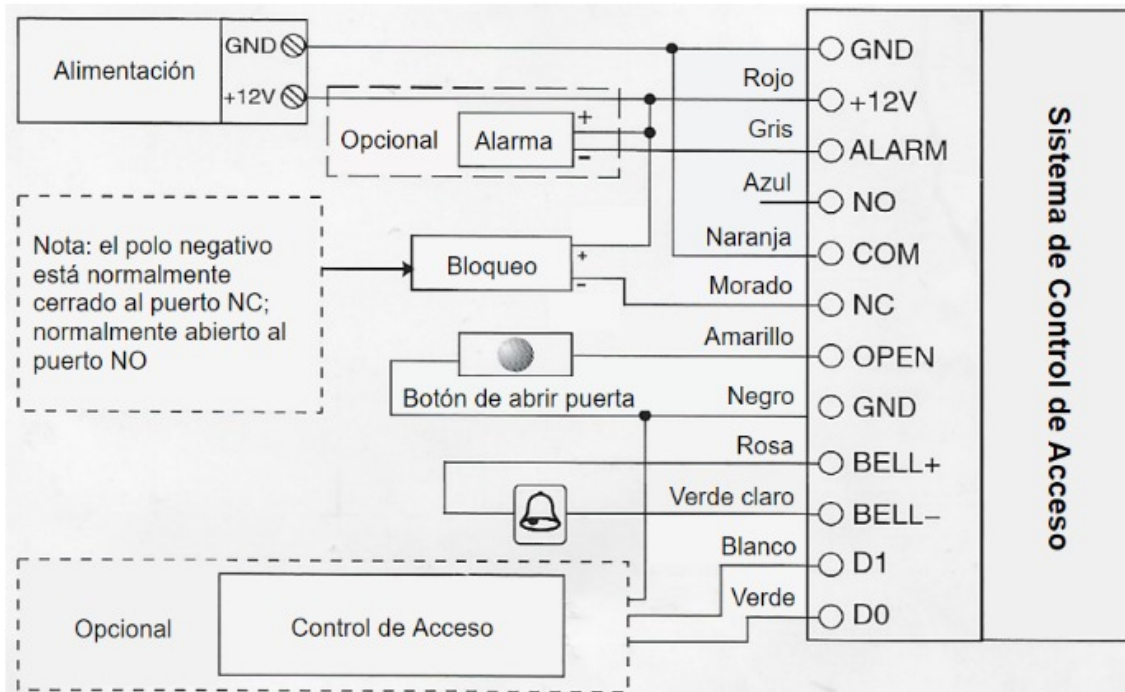 Alimentación
GND
+12V
Opcional
Alarma
+
-
Nota: el polo negativo
está normalmente
cerrado al puerto NC;
normalmente abierto al
puerto NO
Bloqueo
+
-
Botón de abrir puerta
Opcional
Control de Acceso
Rojo
Gris
Azul
Naranja
Morado
Amarillo
Negro
Rosa
Verde claro
Blanco
Verde
GND
+12V
ALARM
NO
COM
NC
OPEN
GND
BELL+
BELL–
D1
D0
Sistema de Control de Acceso